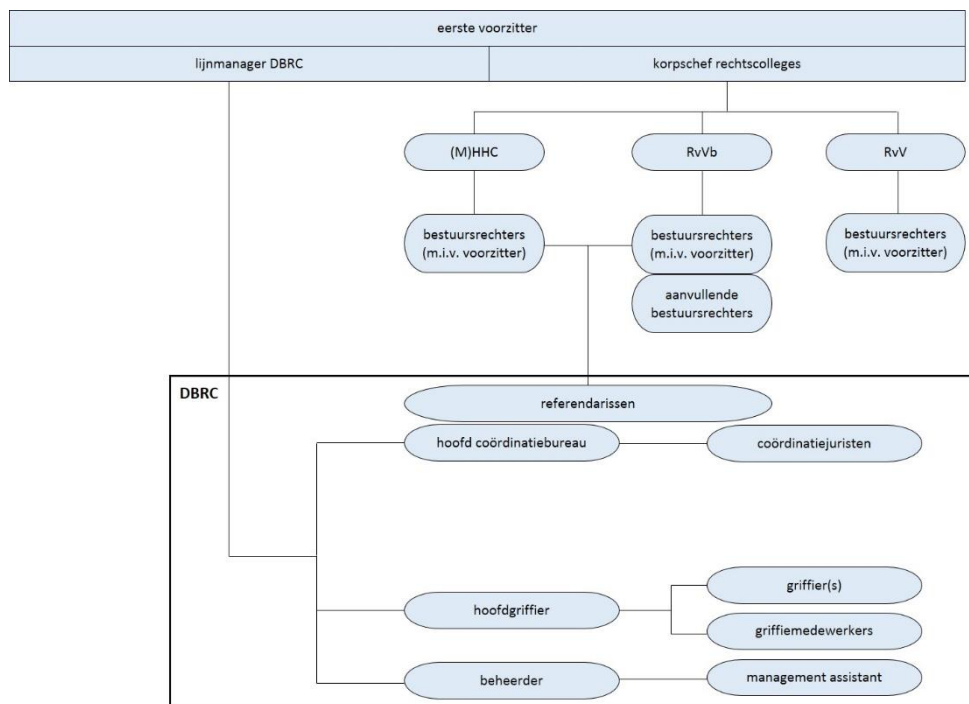 eerste voorzitter
lijnmanager DBRC
korpschef rechtscolleges
(M)HHC
RvVb
RvV
bestuursrechters
(m.i.v. voorzitter)
bestuursrechters
(m.i.v. voorzitter)
bestuursrechters
(m.i.v. voorzitter)
aanvullende
bestuursrechters
DBRC
referendarissen
hoofd coördinatiebureau
coördinatiejuristen
griffier(s)
hoofdgriffier
griffiemedewerkers
beheerder
management assistant